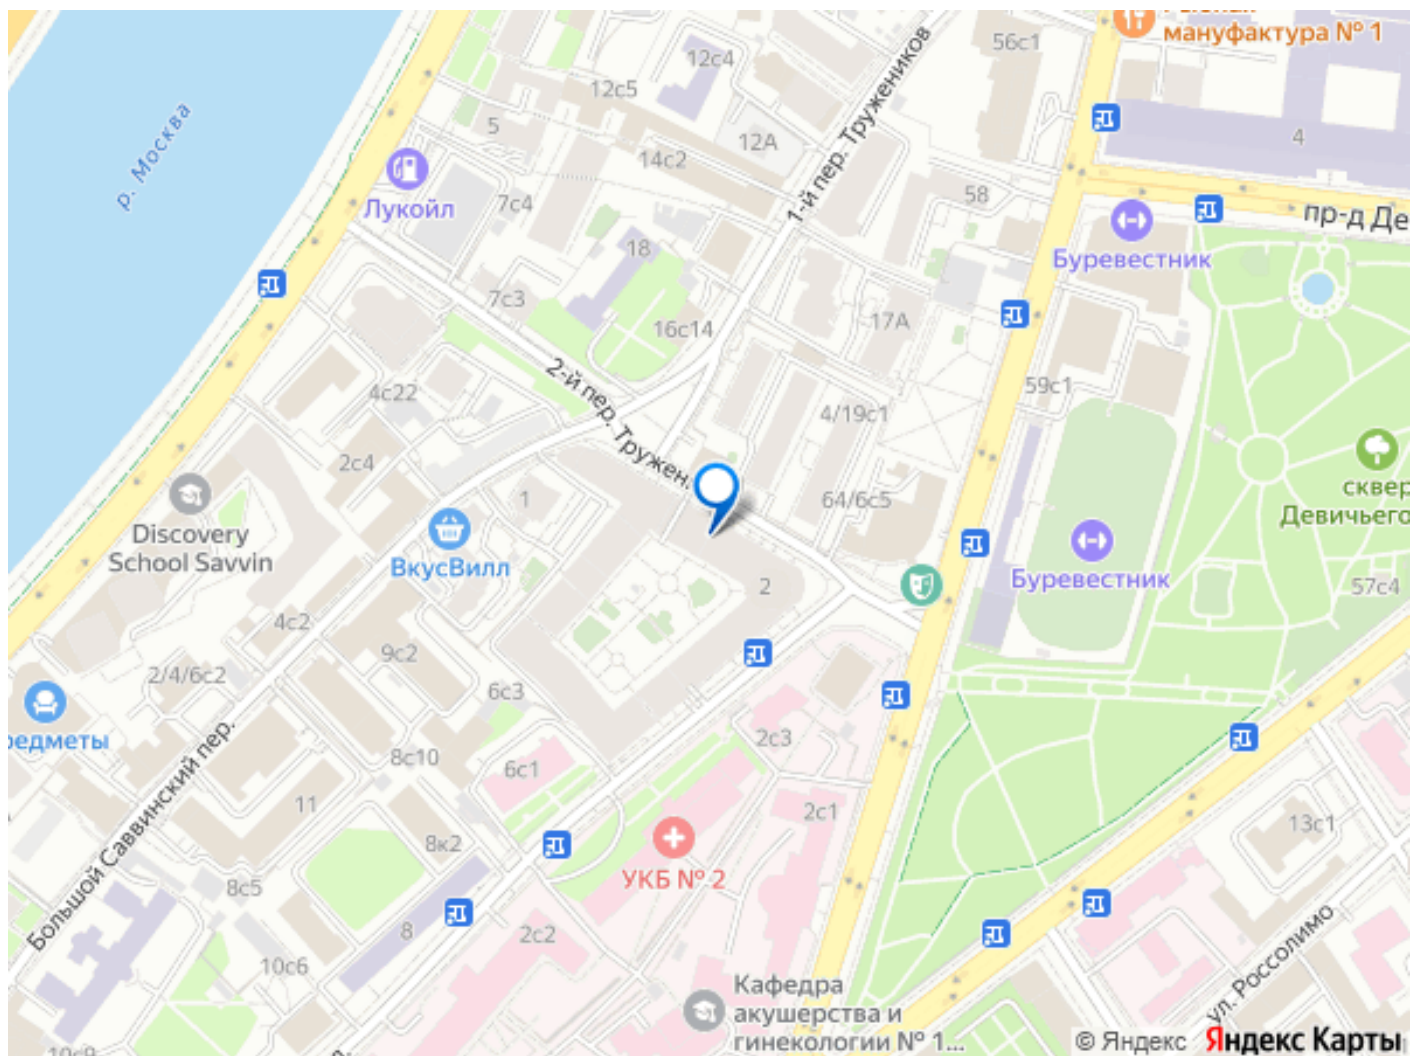 мануфактура № 1
56с1
12с4
12с5
5
12А
4
14с2
1-й пер. Тружеников
р. Москва
58
Лукойл
7с4
пр-д Де
18
Буревестник
7с3
16с14
17А
2-й пер. Тружен.
59с1
4с22
4/19с1
2с4
сквер
Девичьего
1
64/6с5
Discovery
School Savvin
ВкусВилл
Буревестник
2
57с4
4с2
9с2
2/4/6с2
6с3
редметы
2с3
8с10
6с1
11
2с1
13с1
8к2
УКБ № 2
Большой Саввинский пер.
8с5
8
2с2
10с6
ул. Россолимо
Кафедра
акушерства и
гинекологии № 1...
© Яндекс Яндекс Карты